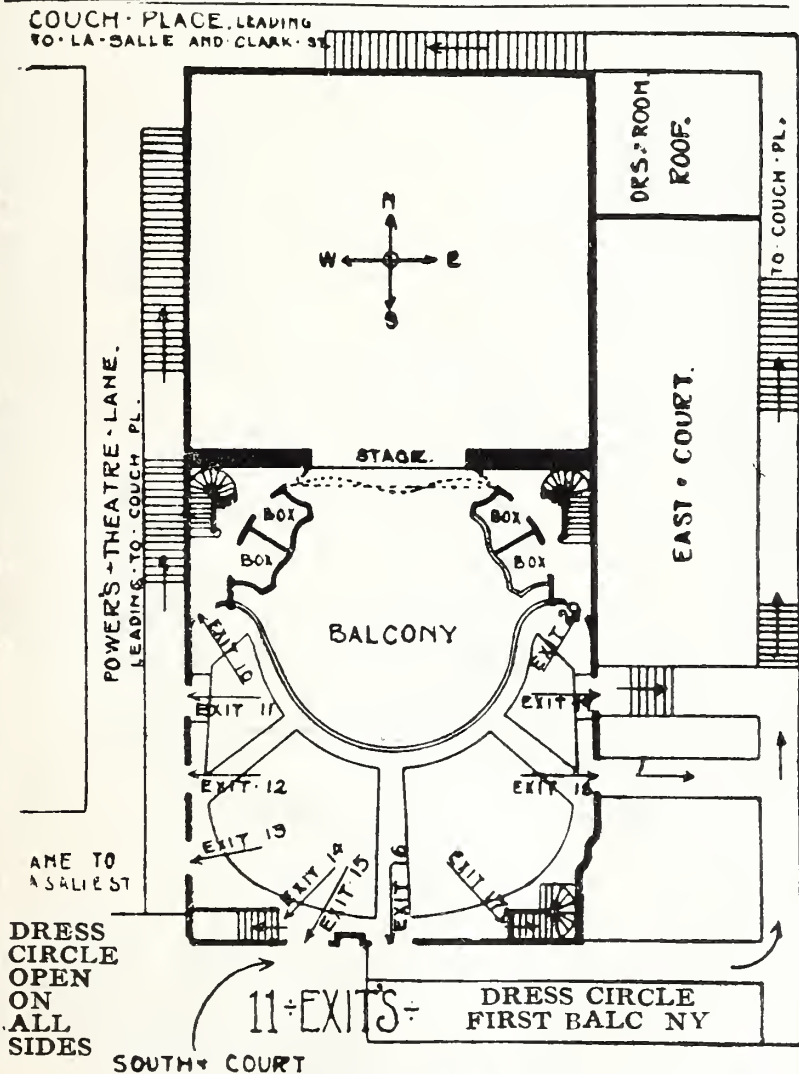 COUCH · PLACE. LEADING
TO · LA-SALLE AND CLARK · ST
DRS. ROOM.
ROOF.
TO · COUCH · PL.
N
W
E
S
POWER'S · THEATRE · LANE.
LEADING · TO · COUCH PL.
STAGE.
BOX
BOX
BOX
BOX
EAST · COURT.
BALCONY
EXIT 10
EXIT 20
EXIT 11
EXIT
EXIT · 12
EXIT 18
EXIT 13
EXIT 14
EXIT 15
EXIT 16
EXIT 17
TO
ST
DRESS
CIRCLE
OPEN
ON
ALL
SIDES
11 ÷ EXITS ÷
DRESS CIRCLE
FIRST BALC NY
SOUTH COURT